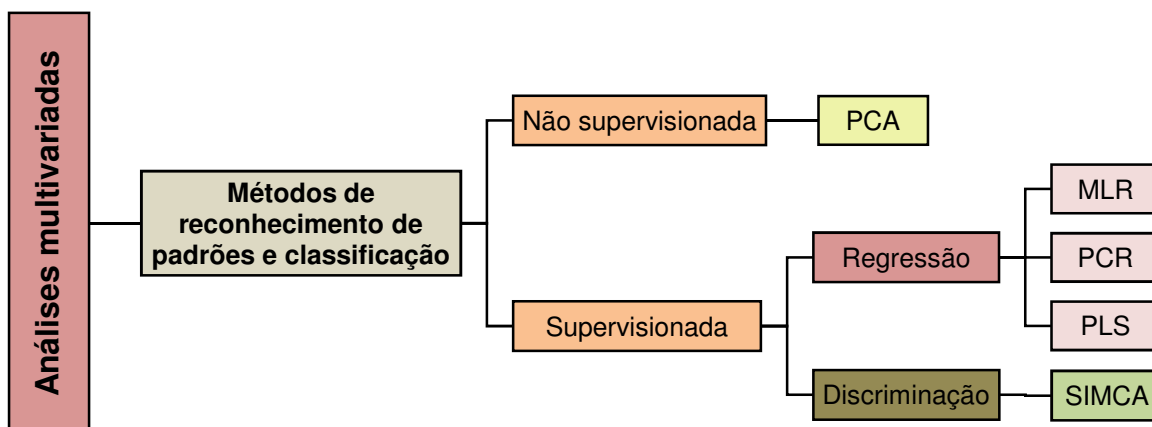 Análises multivariadas
Métodos de
reconhecimento de
padrões e classificação
Não supervisionada
PCA
Supervisionada
Regressão
MLR
PCR
PLS
Discriminação
SIMCA